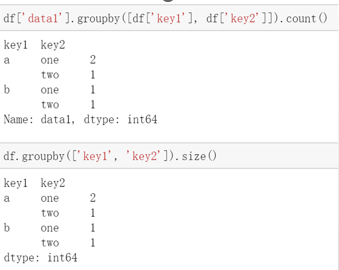 df['data1'].groupby([df['key1'], df['key2']]).count()
key1  key2
a     one     2
      two     1
b     one     1
      two     1
Name: data1, dtype: int64
df.groupby(['key1', 'key2']).size()
key1  key2
a     one     2
      two     1
b     one     1
      two     1
dtype: int64